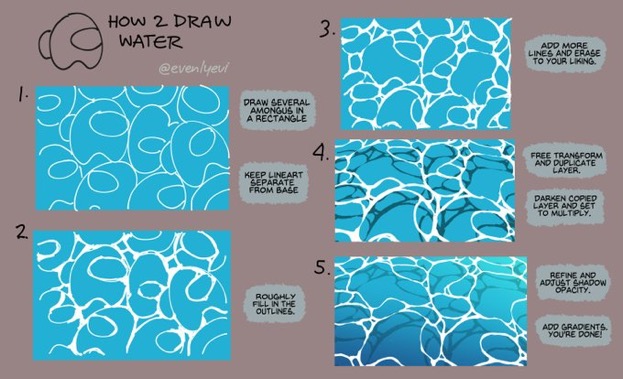 HOW 2 DRAW
WATER
@evenlyevl
1.
DRAW SEVERAL
AMONGUS IN
A RECTANGLE
KEEP LINEART
SEPARATE
FROM BASE
2.
ROUGHLY
FILL IN THE
OUTLINES.
3.
ADD MORE
LINES AND ERASE
TO YOUR LIKING.
4.
FREE TRANSFORM
AND DUPLICATE
LAYER.
DARKEN COPIED
LAYER AND SET
TO MULTIPLY.
5.
REFINE AND
ADJUST SHADOW
OPACITY.
ADD GRADIENTS.
YOU'RE DONE!